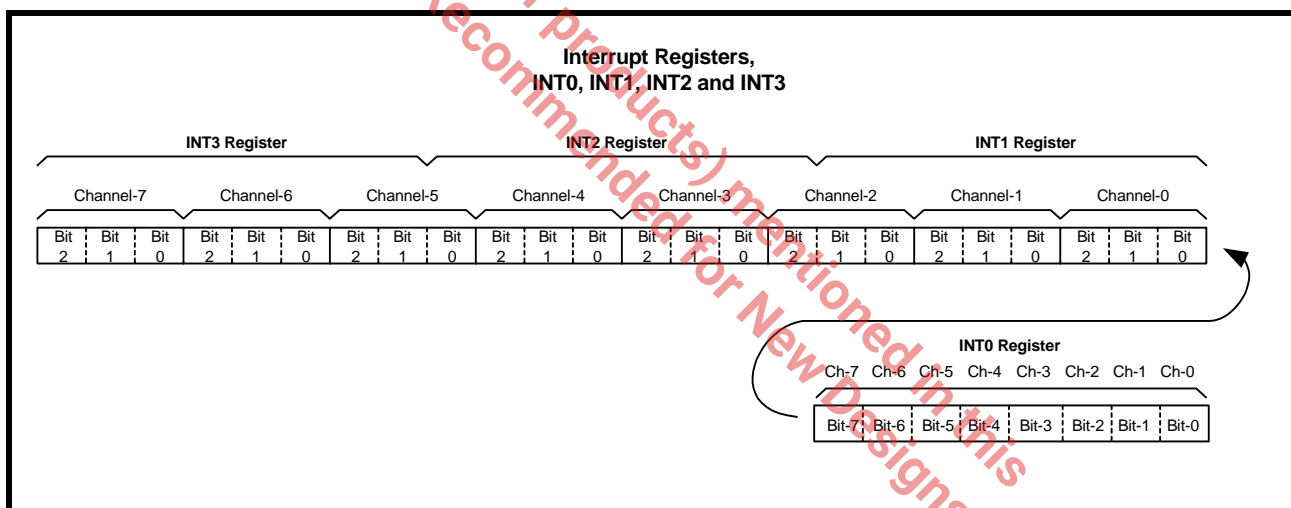 Interrupt Registers,
INT0, INT1, INT2 and INT3
INT3 Register INT2 Register INT1 Register
Channel-7 Channel-6 Channel-5 Channel-4 Channel-3 Channel-2 Channel-1 Channel-0
Bit Bit Bit Bit Bit Bit Bit Bit Bit Bit Bit Bit Bit Bit Bit Bit Bit Bit Bit Bit Bit Bit Bit Bit
2 1 0 2 1 0 2 1 0 2 1 0 2 1 0 2 1 0 2 1 0 2 1 0
INT0 Register
Ch-7 Ch-6 Ch-5 Ch-4 Ch-3 Ch-2 Ch-1 Ch-0
Bit-7 Bit-6 Bit-5 Bit-4 Bit-3 Bit-2 Bit-1 Bit-0
products) mentioned in this
Recommended for New Designs